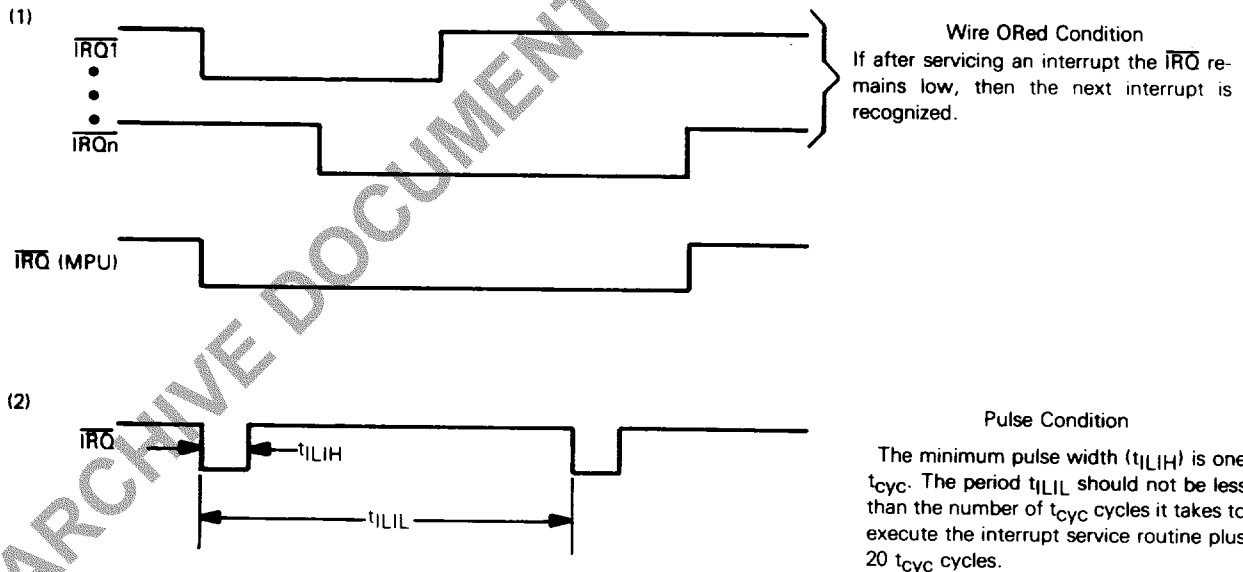 (1)
IRQ1
IRQn
IRQ (MPU)
Wire ORed Condition
If after servicing an interrupt the IRQ re-
mains low, then the next interrupt is
recognized.
(2)
IRQ
tILIH
tILIL
Pulse Condition
The minimum pulse width (tILIH) is one
tcyc. The period tILIL should not be less
than the number of tcyc cycles it takes to
execute the interrupt service routine plus
20 tcyc cycles.
ARCHIVE DOCUMENT